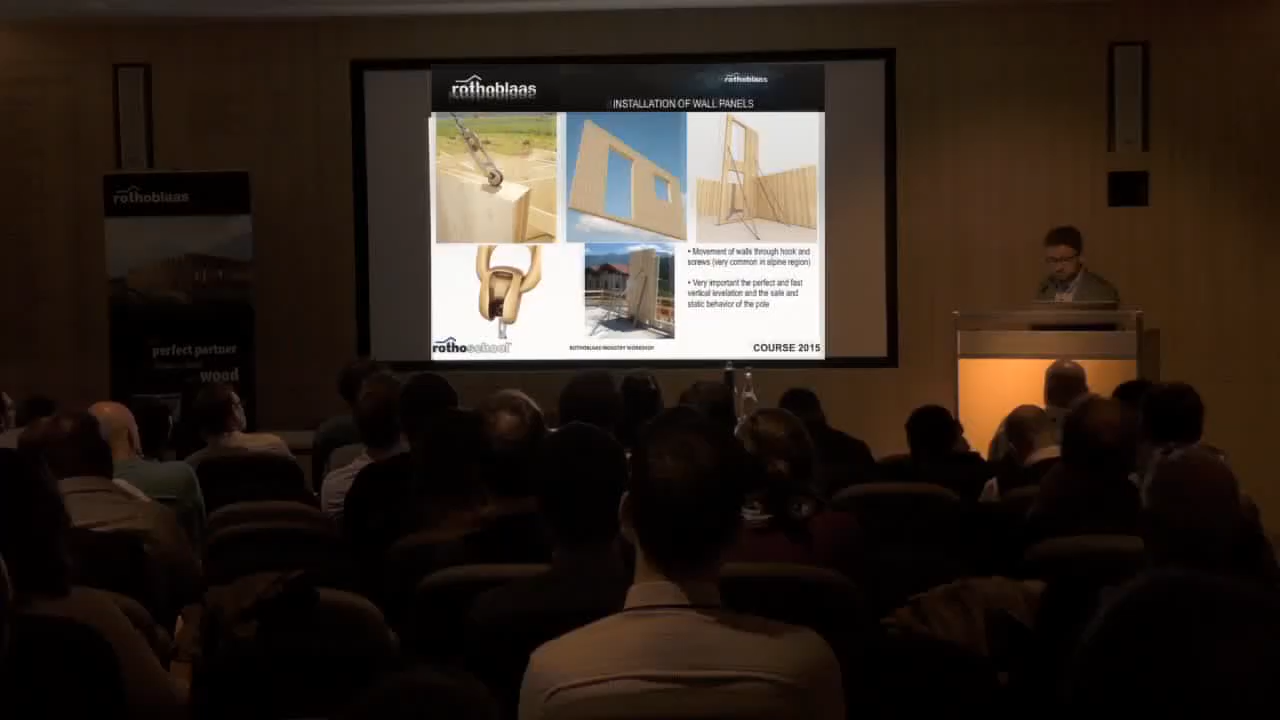 rothoblaas
rothoblaas
INSTALLATION OF WALL PANELS
• Movement of walls through hook and
screws (very common in alpine region)
• Very important the perfect and fast
vertical levelation and the safe and
static behavior of the pole
rothoschool
ROTHOBLAAS INDUSTRY WORKSHOP
COURSE 2015
rothoblaas
perfect partner
wood